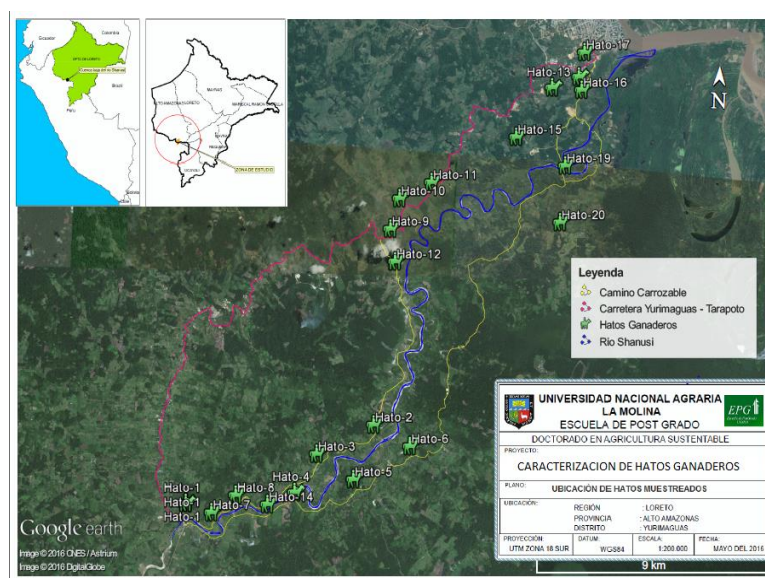 Ecuador
Colombia
Brasil
Perú
ZONA DE ESTUDIO
N
Hato-17
Hato-13
Hato-16
Hato-15
Hato-19
Hato-11
Hato-10
Hato-20
Hato-9
Hato-12
Hato-2
Hato-6
Hato-3
Hato-4
Hato-5
Hato-1
Hato-8
Hato-1
Hato-7
Hato-14
Hato-1
Leyenda
Camino Carrozable
Carretera Yurimaguas - Tarapoto
Hatos Ganaderos
Rio Shanusi
UNIVERSIDAD NACIONAL AGRARIA
LA MOLINA
EPG
ESCUELA DE POST GRADO
DOCTORADO EN AGRICULTURA SUSTENTABLE
PROYECTO:
CARACTERIZACION DE HATOS GANADEROS
PLANO:
UBICACIÓN DE HATOS MUESTREADOS
UBICACIÓN:
REGIÓN : LORETO
PROVINCIA : ALTO AMAZONAS
DISTRITO : YURIMAGUAS
PROYECCIÓN: DATUM: ESCALA: FECHA:
UTM ZONA 18 SUR WGS84 1:200.000 MAYO DEL 2016
9 km
Google earth
Image © 2016 CNES / Astrium
Image © 2016 DigitalGlobe